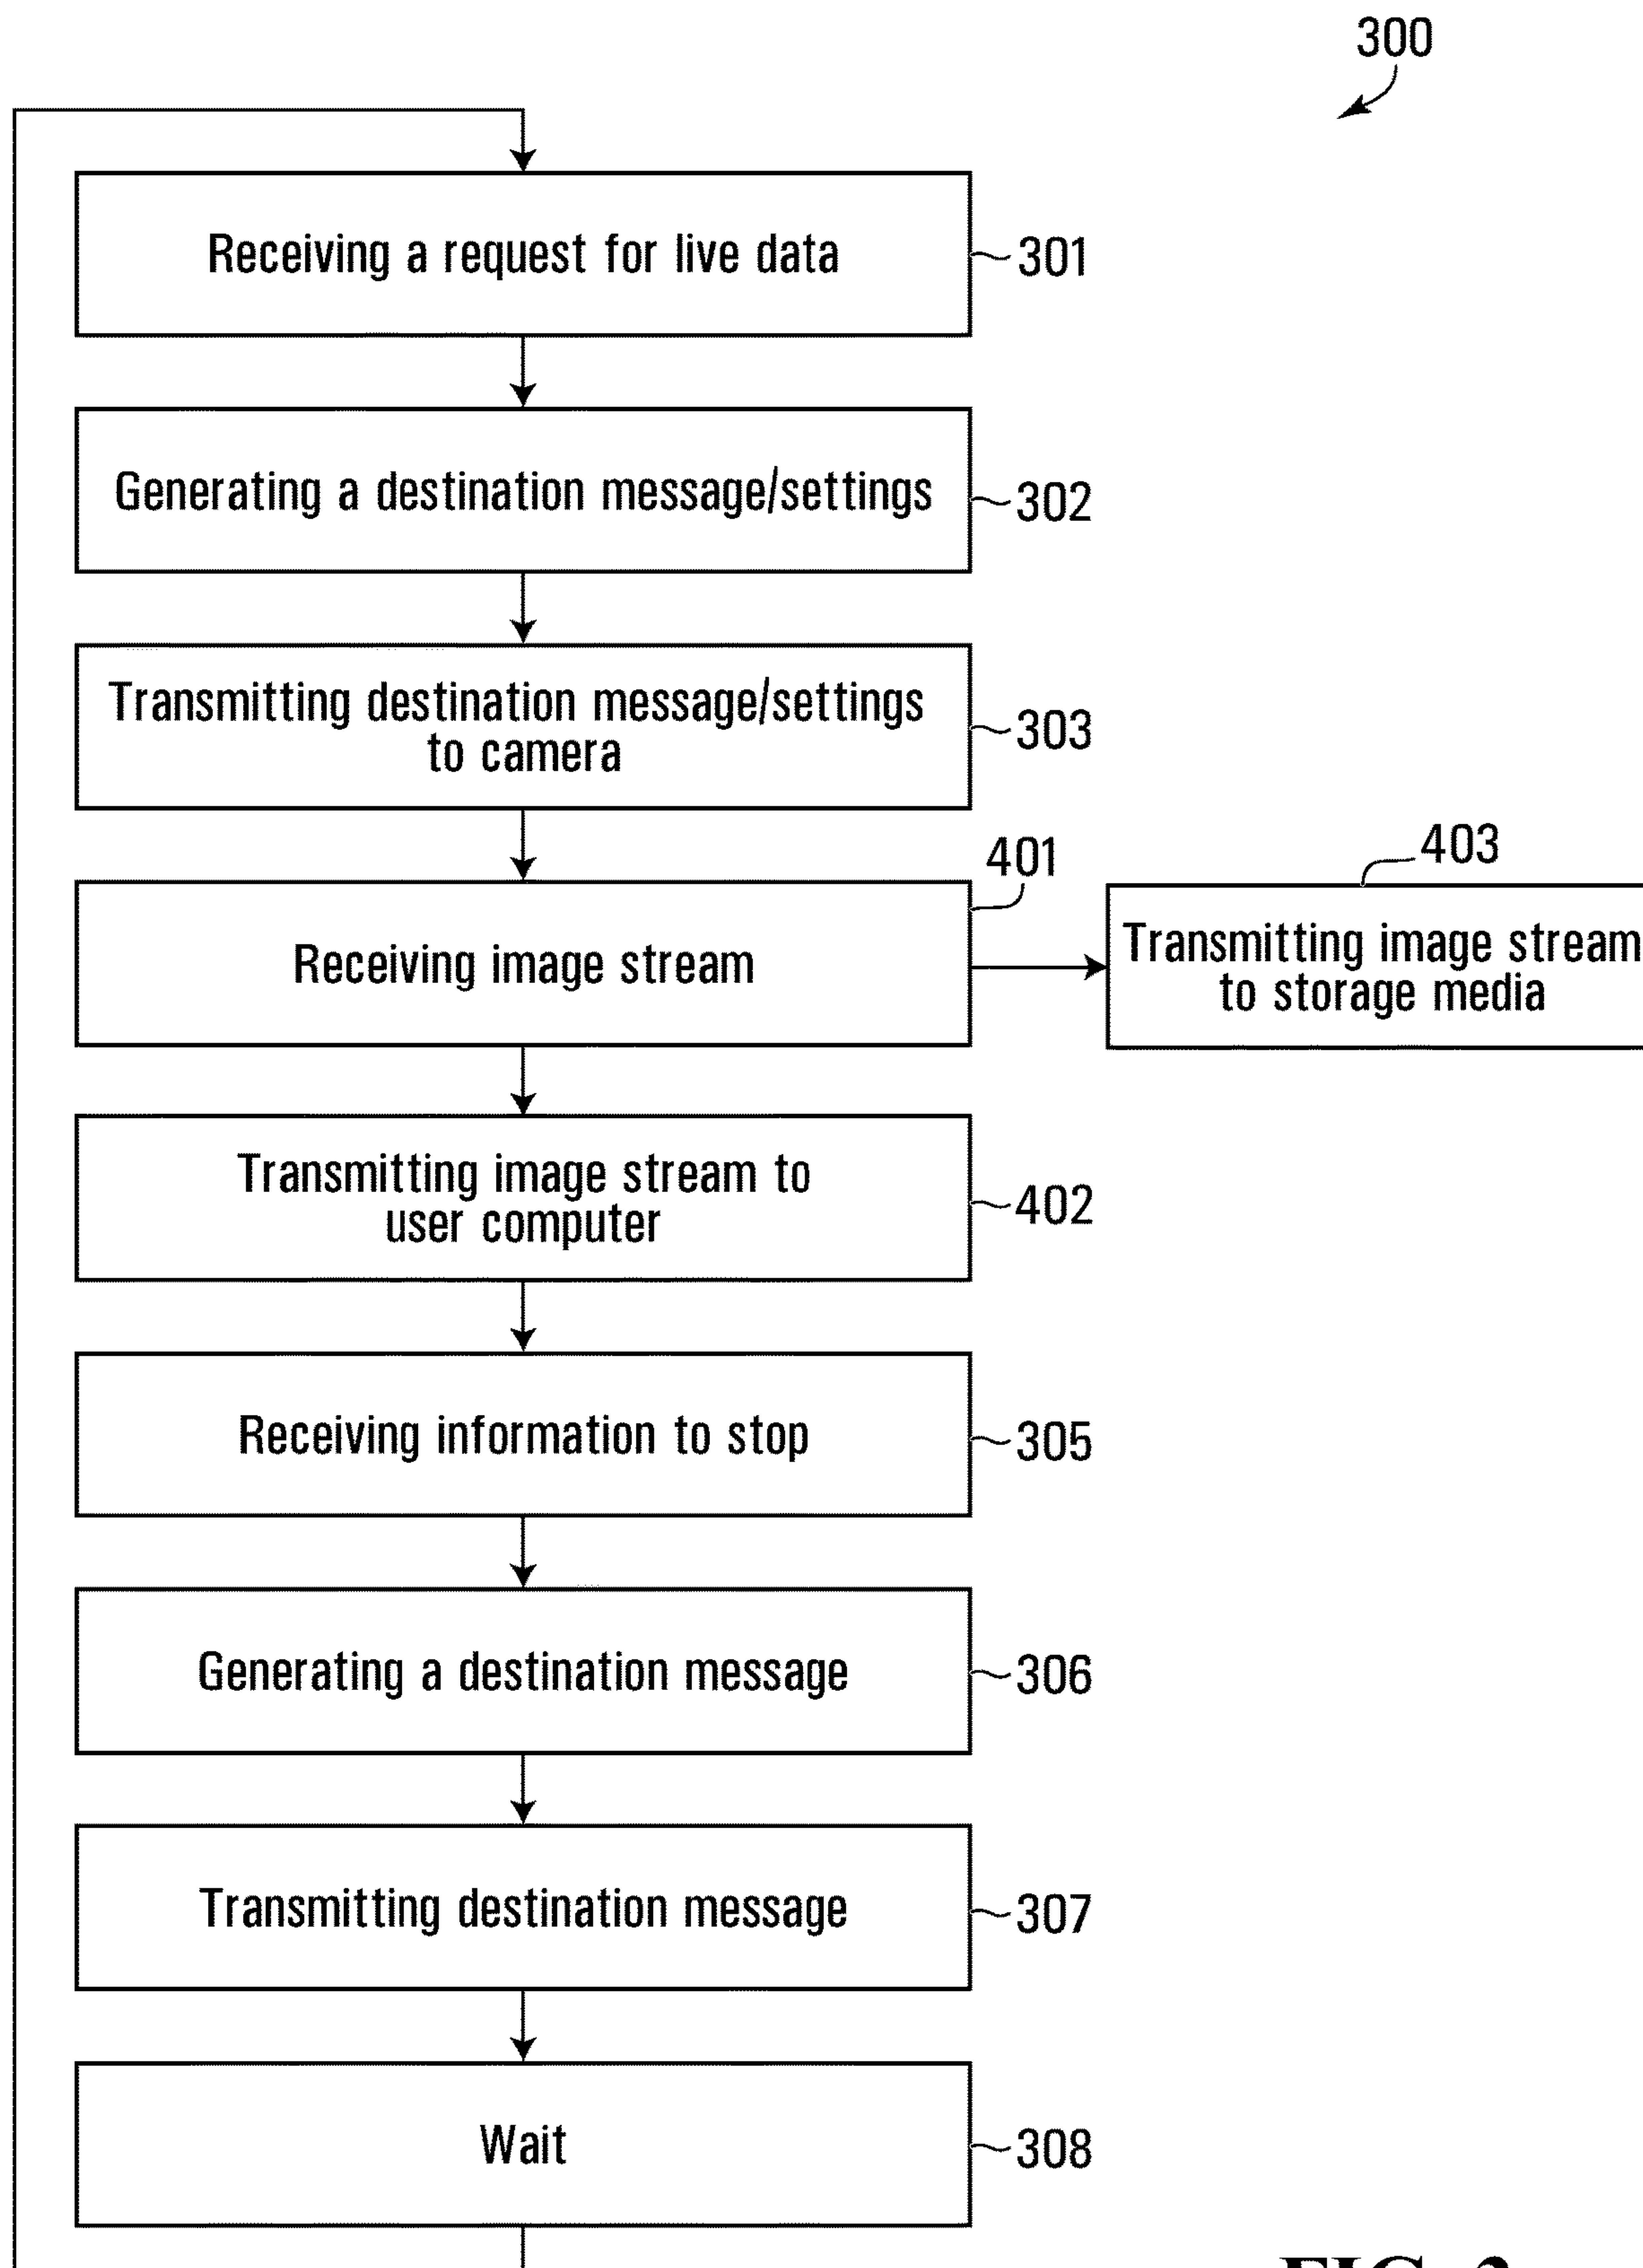 300
Receiving a request for live data
301
Generating a destination message/settings
302
Transmitting destination message/settings
to camera
303
401
403
Receiving image stream
Transmitting image stream
to storage media
Transmitting image stream to
user computer
402
Receiving information to stop
305
Generating a destination message
306
Transmitting destination message
307
Wait
308